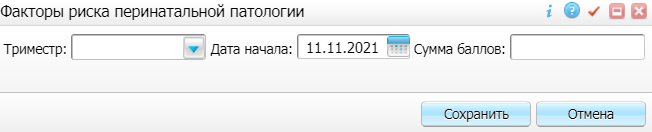 Факторы риска перинатальной патологии
Триместр: Дата начала: 11.11.2021 Сумма баллов:
Сохранить Отмена